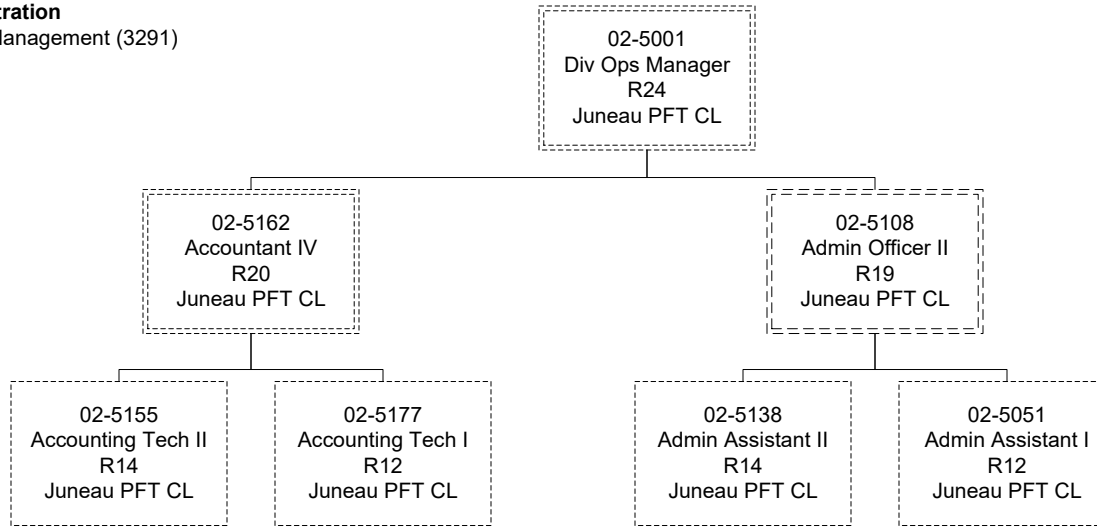 tration
Management (3291)
02-5001
Div Ops Manager
R24
Juneau PFT CL
02-5162
Accountant IV
R20
Juneau PFT CL
02-5108
Admin Officer II
R19
Juneau PFT CL
02-5155
Accounting Tech II
R14
Juneau PFT CL
02-5177
Accounting Tech I
R12
Juneau PFT CL
02-5138
Admin Assistant II
R14
Juneau PFT CL
02-5051
Admin Assistant I
R12
Juneau PFT CL